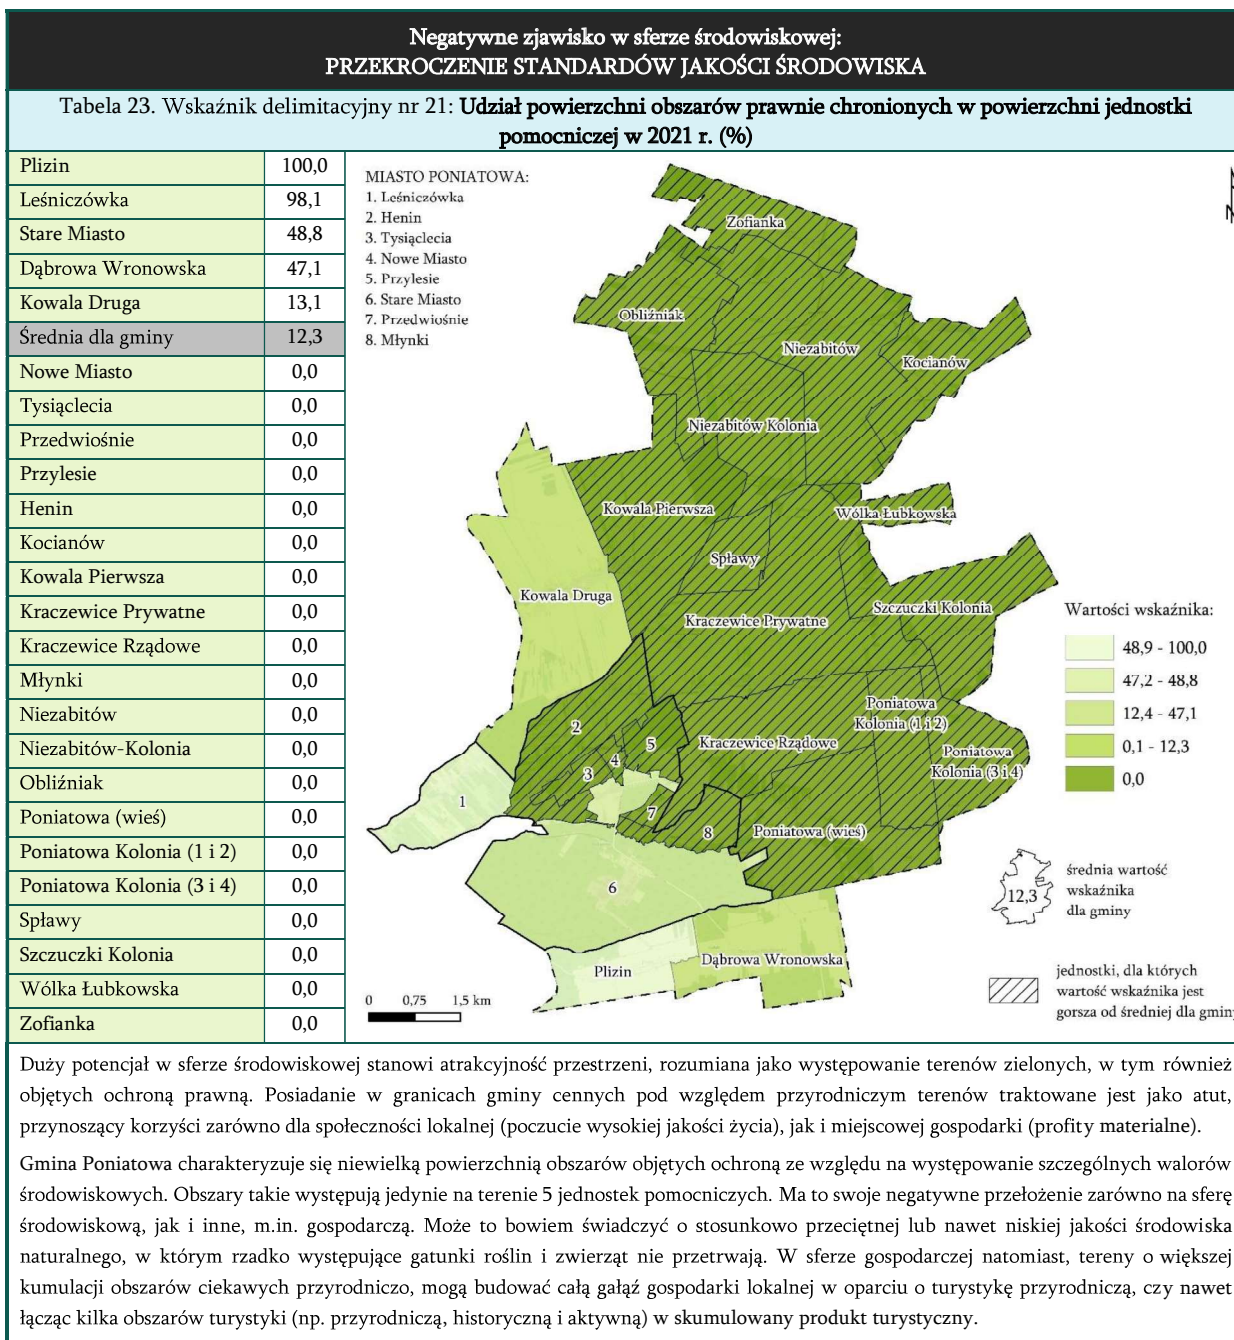 Negatywne zjawisko w sferze środowiskowej:
PRZEKROCZENIE STANDARDÓW JAKOŚCI ŚRODOWISKA
Tabela 23. Wskaźnik delimitacyjny nr 21: Udział powierzchni obszarów prawnie chronionych w powierzchni jednostki
pomocniczej w 2021 r. (%)
Plizin 100,0
Leśniczówka 98,1
Stare Miasto 48,8
Dąbrowa Wronowska 47,1
Kowala Druga 13,1
Średnia dla gminy 12,3
Nowe Miasto 0,0
Tysiąclecia 0,0
Przedwiośnie 0,0
Przylesie 0,0
Henin 0,0
Kocianów 0,0
Kowala Pierwsza 0,0
Kraczewice Prywatne 0,0
Kraczewice Rządowe 0,0
Młynki 0,0
Niezabitów 0,0
Niezabitów-Kolonia 0,0
Obliźniak 0,0
Poniatowa (wieś) 0,0
Poniatowa Kolonia (1 i 2) 0,0
Poniatowa Kolonia (3 i 4) 0,0
Spławy 0,0
Szczuczki Kolonia 0,0
Wólka Łubkowska 0,0
Zofianka 0,0
MIASTO PONIATOWA:
1. Leśniczówka
2. Henin
3. Tysiąclecia
4. Nowe Miasto
5. Przylesie
6. Stare Miasto
7. Przedwiośnie
8. Młynki
Zofianka
Obliźniak
Niezabitów
Kocianów
Niezabitów Kolonia
Kowala Pierwsza
Wólka Łubkowska
Spławy
Kowala Druga
Szczuczki Kolonia
Kraczewice Prywatne
Poniatowa
Kolonia (1 i 2)
Kraczewice Rządowe
Poniatowa
Kolonia (3 i 4)
2
5
4
3
1
7
8
Poniatowa (wieś)
6
Plizin
Dąbrowa Wronowska
0 0,75 1,5 km
Wartości wskaźnika:
48,9 - 100,0
47,2 - 48,8
12,4 - 47,1
0,1 - 12,3
0,0
12,3
średnia wartość
wskaźnika
dla gminy
jednostki, dla których
wartość wskaźnika jest
gorsza od średniej dla gminy
Duży potencjał w sferze środowiskowej stanowi atrakcyjność przestrzeni, rozumiana jako występowanie terenów zielonych, w tym również
objętych ochroną prawną. Posiadanie w granicach gminy cennych pod względem przyrodniczym terenów traktowane jest jako atut,
przynoszący korzyści zarówno dla społeczności lokalnej (poczucie wysokiej jakości życia), jak i miejscowej gospodarki (profity materialne).
Gmina Poniatowa charakteryzuje się niewielką powierzchnią obszarów objętych ochroną ze względu na występowanie szczególnych walorów
środowiskowych. Obszary takie występują jedynie na terenie 5 jednostek pomocniczych. Ma to swoje negatywne przełożenie zarówno na sferę
środowiskową, jak i inne, m.in. gospodarczą. Może to bowiem świadczyć o stosunkowo przeciętnej lub nawet niskiej jakości środowiska
naturalnego, w którym rzadko występujące gatunki roślin i zwierząt nie przetrwają. W sferze gospodarczej natomiast, tereny o większej
kumulacji obszarów ciekawych przyrodniczo, mogą budować całą gałąź gospodarki lokalnej w oparciu o turystykę przyrodniczą, czy nawet
łącząc kilka obszarów turystyki (np. przyrodniczą, historyczną i aktywną) w skumulowany produkt turystyczny.